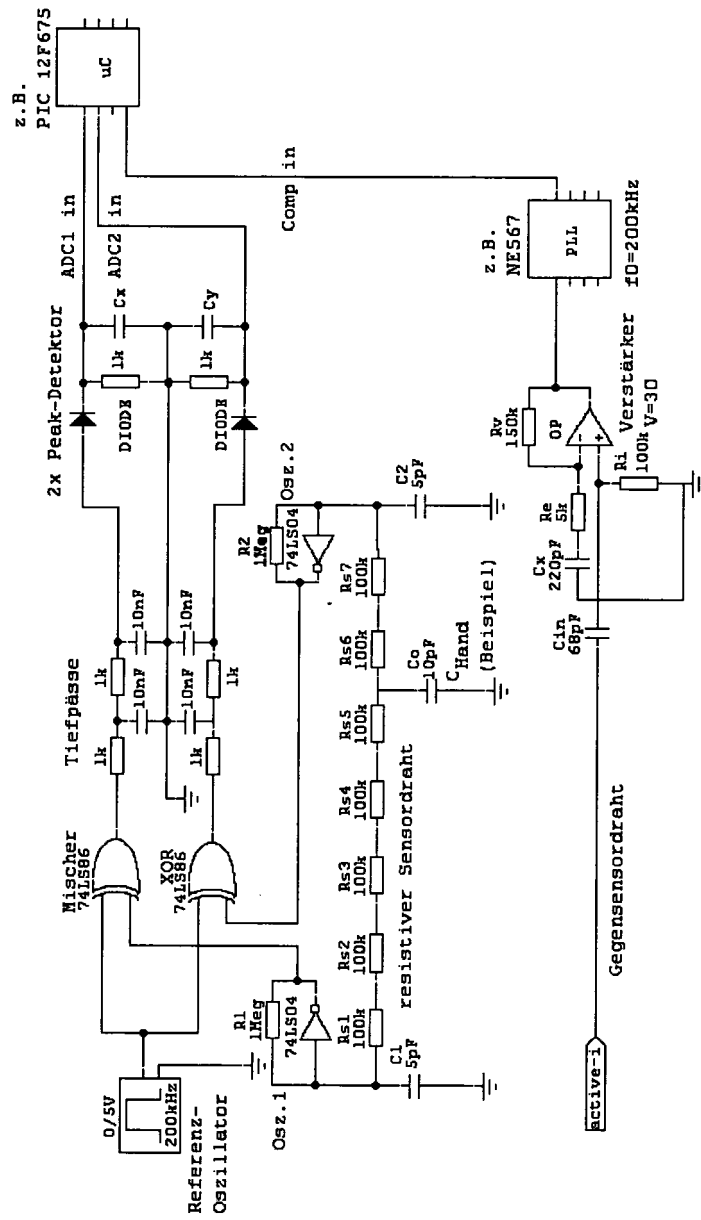 0/5V
200kHz
Referenz-
Oszillator
Mischer
74LS86
XOR
74LS86
Tiefpässe
1k
1k
10nF
10nF
10nF
10nF
1k
1k
2x Peak-Detektor
DIODE
DIODE
1k
Cx
1k
Cy
ADC1 in
ADC2 in
Comp in
z.B.
PIC 12F675
uC
Osz.1
R1
1Meg
74LS04
R2
1Meg
74LS04
Osz.2
C1
5pF
Rs1
100k
Rs2
100k
Rs3
100k
Rs4
100k
Rs5
100k
Rs6
100k
Rs7
100k
resistiver Sensordraht
Co
10pF
CHand
(Beispiel)
C2
5pF
active-i
Gegensensordraht
Cin
68pF
Cx
220pF
Re
5k
Rv
150k
OP
-
+
Verstärker
V=30
Ri
100k
z.B.
NE567
PLL
f0=200kHz